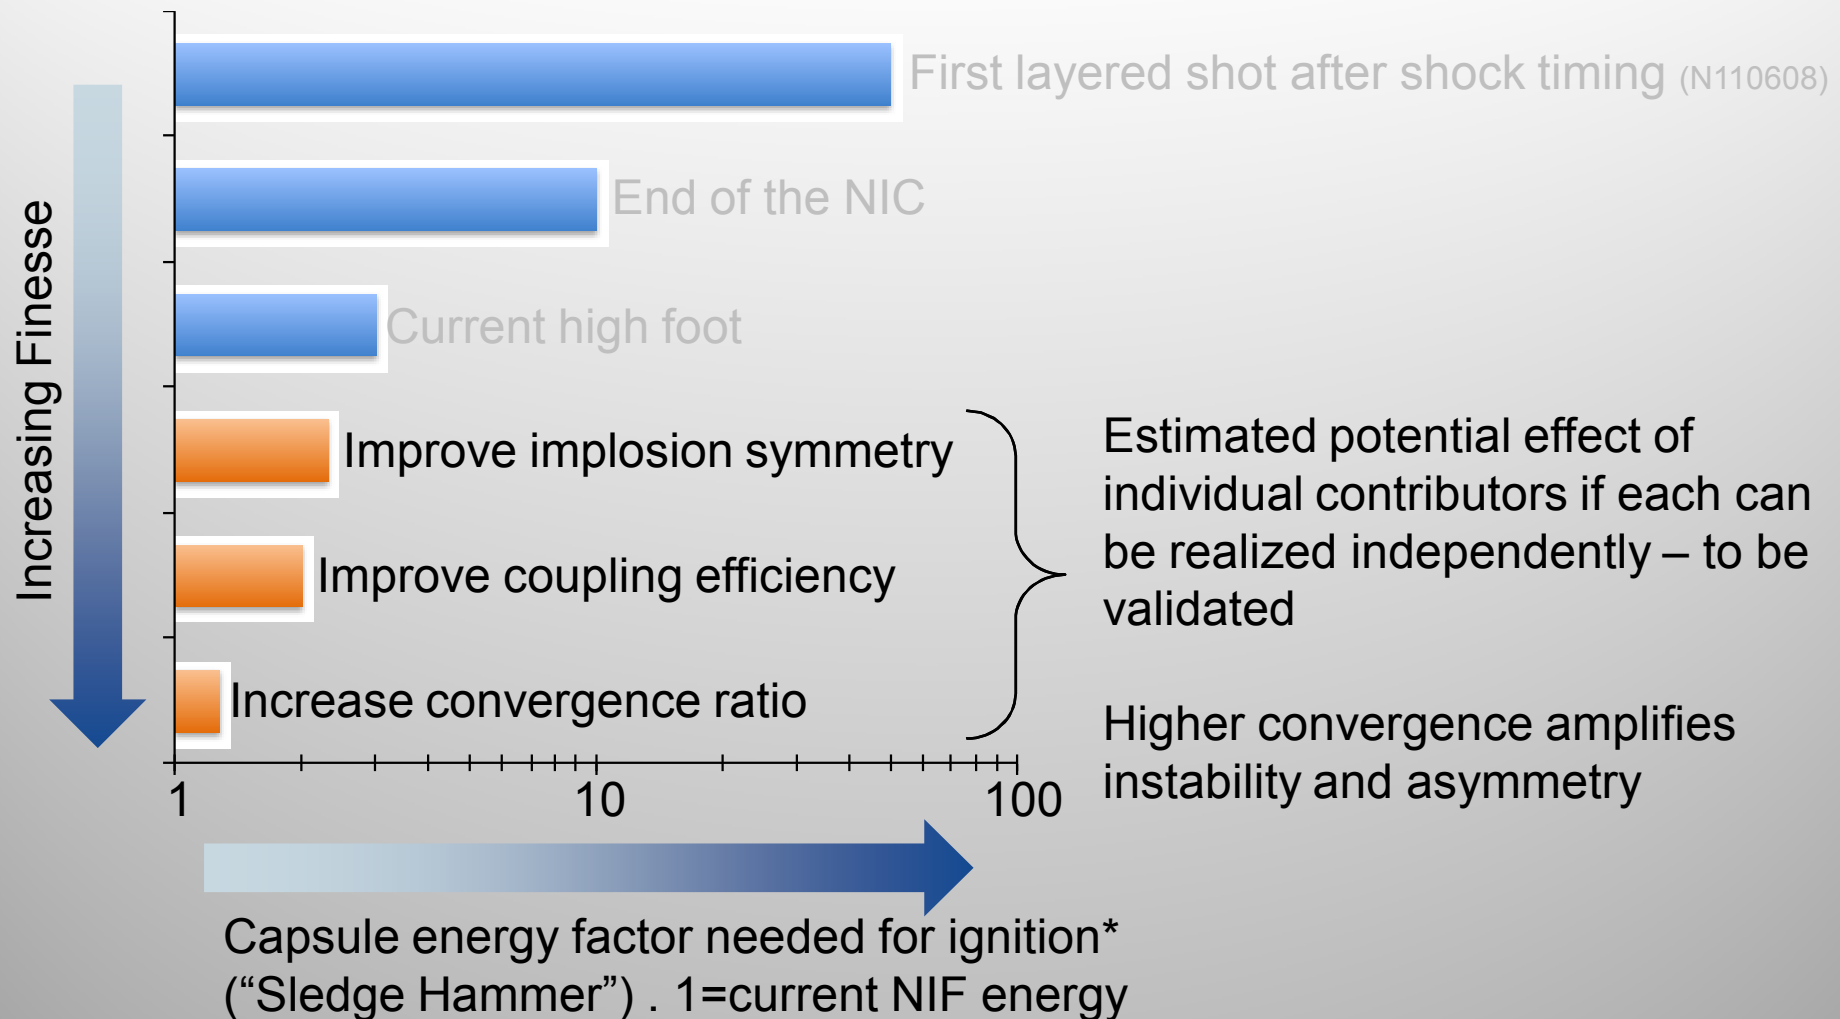 First layered shot after shock timing (N110608)
End of the NIC
Current high foot
Improve implosion symmetry
Improve coupling efficiency
Increase convergence ratio
Increasing Finesse
Estimated potential effect of
individual contributors if each can
be realized independently – to be
validated
Higher convergence amplifies
instability and asymmetry
1
10
100
Capsule energy factor needed for ignition*
(“Sledge Hammer”) . 1=current NIF energy